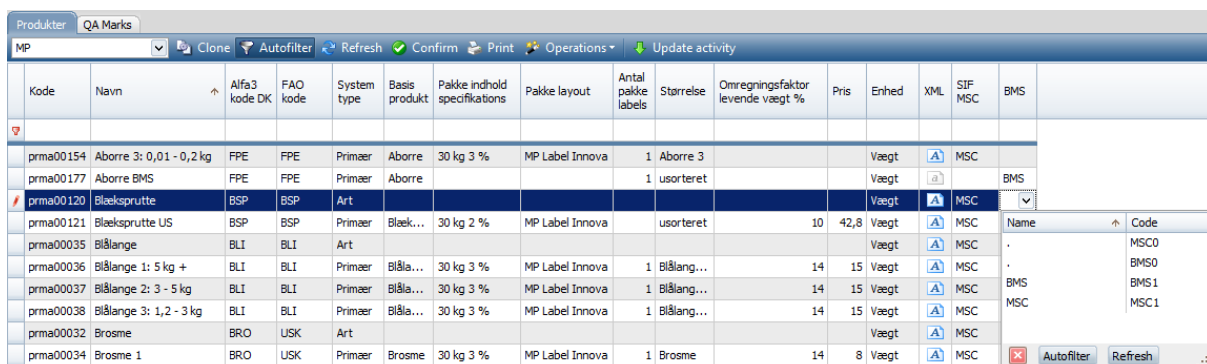 Produkter QA Marks
MP Clone Autofilter Refresh Confirm Print Operations Update activity
Kode Navn Alfa3 kode DK FAO kode System type Basis produkt Pakke indhold specifikations Pakke layout Antal pakke labels Størrelse Omregningsfaktor levende vægt % Pris Enhed XML SIF MSC BMS
prma00154 Aborre 3: 0,01 - 0,2 kg FPE FPE Primær Aborre 30 kg 3 % MP Label Innova 1 Aborre 3 Vægt A MSC
prma00177 Aborre BMS FPE FPE Primær Aborre 1 usorteret Vægt a BMS
prma00120 Blæksprutte BSP BSP Art Vægt A MSC
prma00121 Blæksprutte US BSP BSP Primær Blæk... 30 kg 2 % MP Label Innova usorteret 10 42,8 Vægt A MSC
Name Code
prma00035 Blålange BLI BLI Art Vægt A MSC
. MSC0
prma00036 Blålange 1: 5 kg + BLI BLI Primær Blåla... 30 kg 3 % MP Label Innova 1 Blålang... 14 15 Vægt A MSC
. BMS0
prma00037 Blålange 2: 3 - 5 kg BLI BLI Primær Blåla... 30 kg 3 % MP Label Innova 1 Blålang... 14 15 Vægt A MSC
BMS BMS1
prma00038 Blålange 3: 1,2 - 3 kg BLI BLI Primær Blåla... 30 kg 3 % MP Label Innova 1 Blålang... 14 15 Vægt A MSC
MSC MSC1
prma00032 Brosme BRO USK Art Vægt A MSC
prma00034 Brosme 1 BRO USK Primær Brosme 30 kg 3 % MP Label Innova 1 Brosme 14 8 Vægt A MSC
Autofilter Refresh